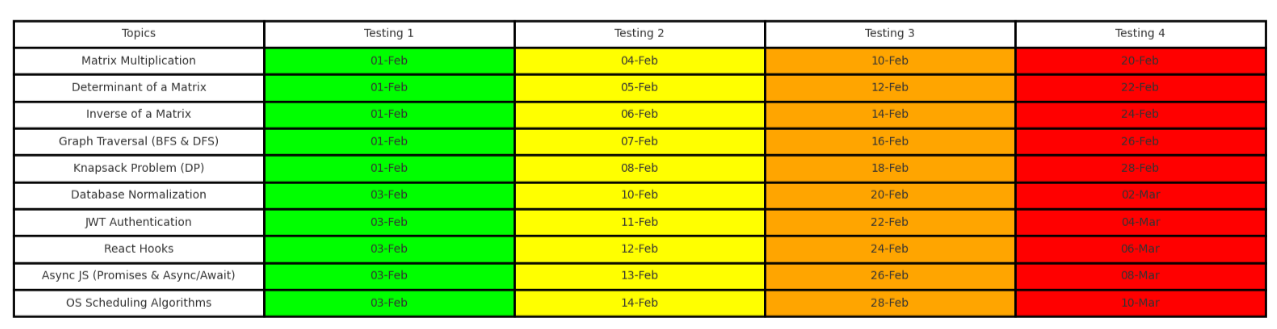 Topics Testing 1 Testing 2 Testing 3 Testing 4
Matrix Multiplication 01-Feb 04-Feb 10-Feb 20-Feb
Determinant of a Matrix 01-Feb 05-Feb 12-Feb 22-Feb
Inverse of a Matrix 01-Feb 06-Feb 14-Feb 24-Feb
Graph Traversal (BFS & DFS) 01-Feb 07-Feb 16-Feb 26-Feb
Knapsack Problem (DP) 01-Feb 08-Feb 18-Feb 28-Feb
Database Normalization 03-Feb 10-Feb 20-Feb 02-Mar
JWT Authentication 03-Feb 11-Feb 22-Feb 04-Mar
React Hooks 03-Feb 12-Feb 24-Feb 06-Mar
Async JS (Promises & Async/Await) 03-Feb 13-Feb 26-Feb 08-Mar
OS Scheduling Algorithms 03-Feb 14-Feb 28-Feb 10-Mar